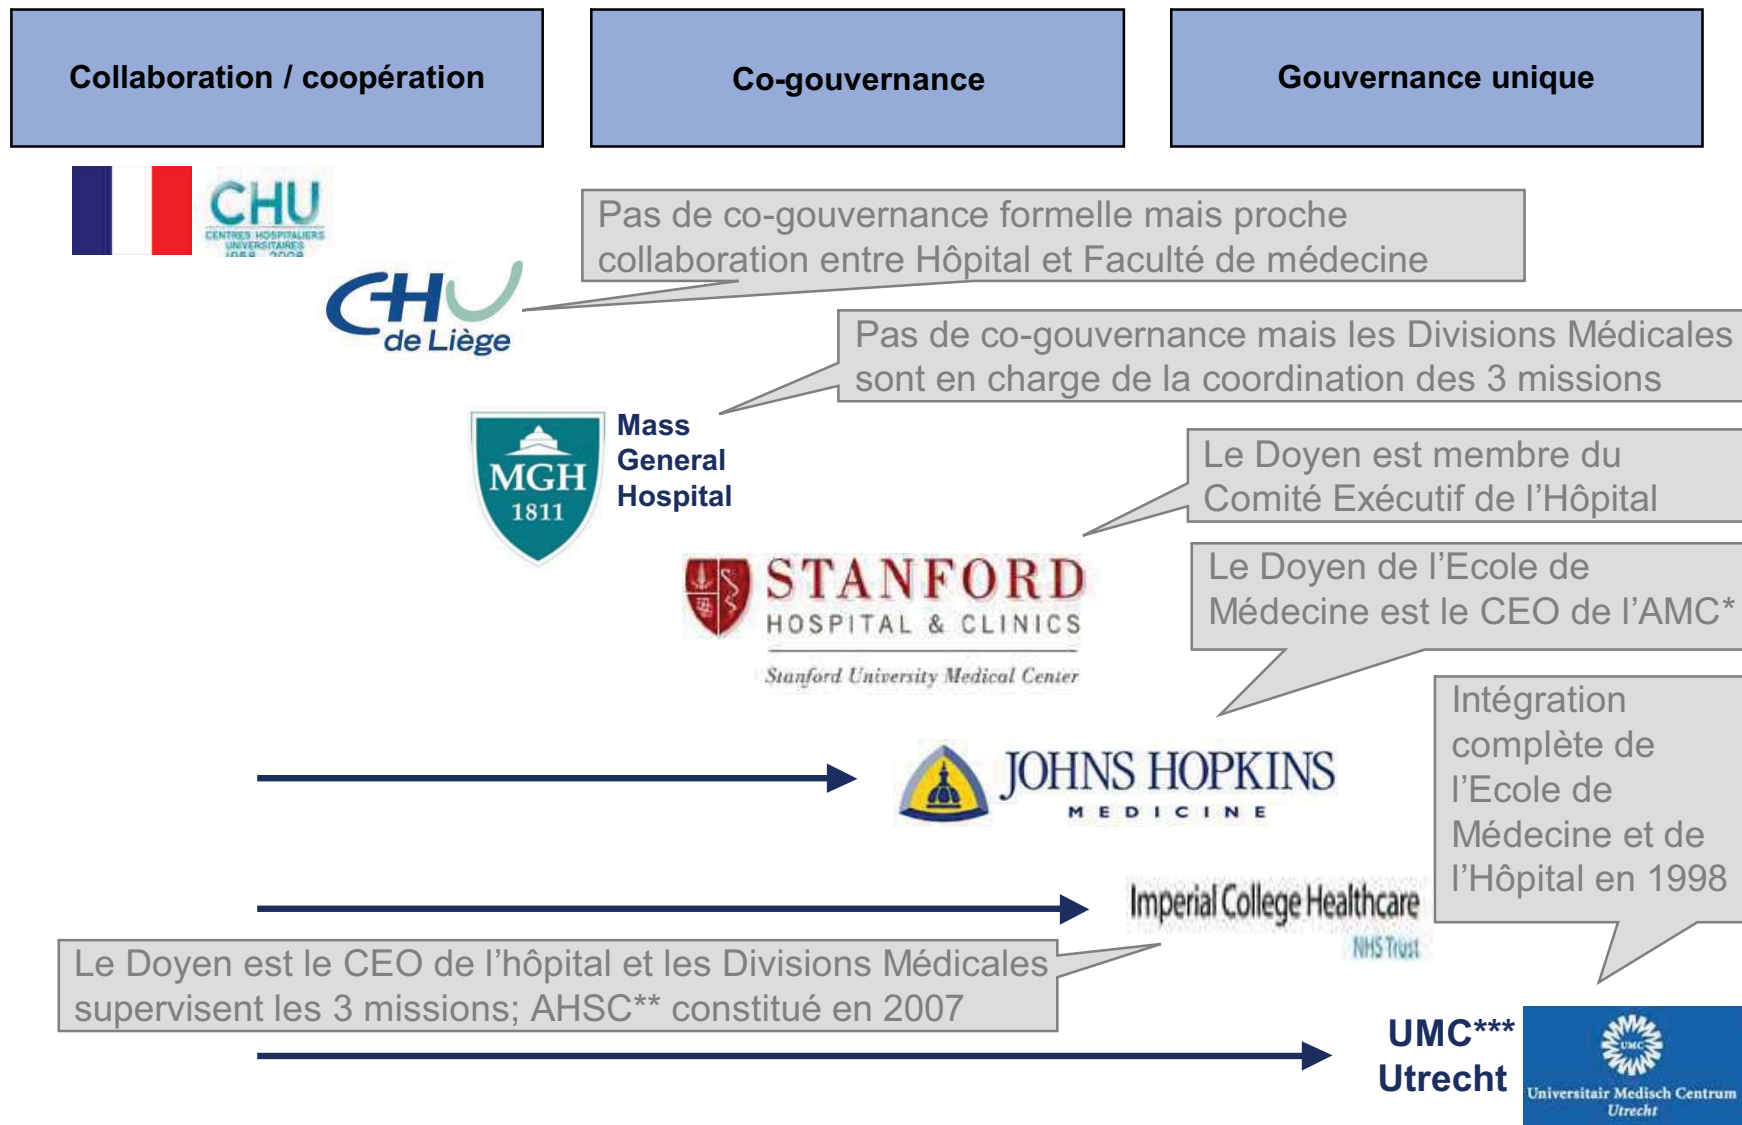 Collaboration / coopération
Co-gouvernance
Gouvernance unique
CHU
CENTRES HOSPITALIERS
UNIVERSITAIRES
1958 - 2008
Pas de co-gouvernance formelle mais proche
collaboration entre Hôpital et Faculté de médecine
CHU
de Liège
Pas de co-gouvernance mais les Divisions Médicales
sont en charge de la coordination des 3 missions
MGH
1811
Mass
General
Hospital
Le Doyen est membre du
Comité Exécutif de l’Hôpital
STANFORD
HOSPITAL & CLINICS
Stanford University Medical Center
Le Doyen de l’Ecole de
Médecine est le CEO de l’AMC*
JOHNS HOPKINS
MEDICINE
Intégration
complète de
l’Ecole de
Médecine et de
l’Hôpital en 1998
Imperial College Healthcare
NHS Trust
Le Doyen est le CEO de l’hôpital et les Divisions Médicales
supervisent les 3 missions; AHSC** constitué en 2007
UMC***
Utrecht
UMC
Universitair Medisch Centrum
Utrecht